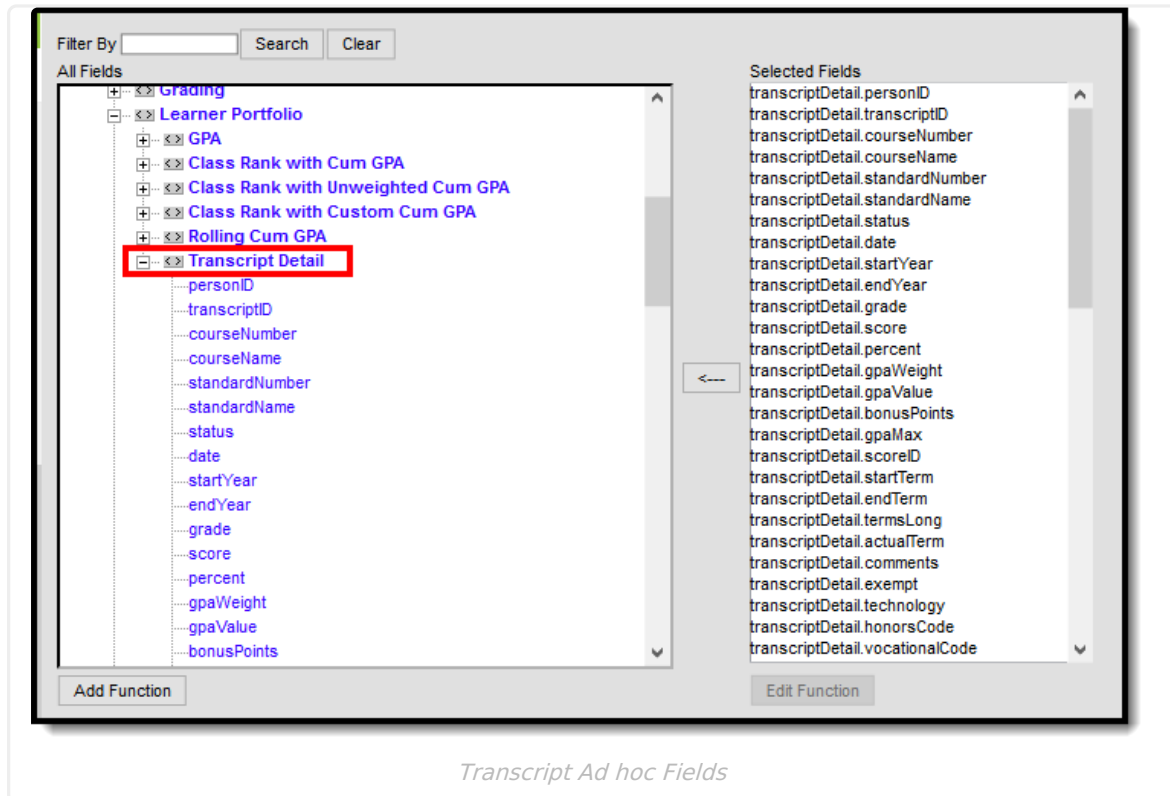 Filter By Search Clear
All Fields
Grading
Learner Portfolio
GPA
Class Rank with Cum GPA
Class Rank with Unweighted Cum GPA
Class Rank with Custom Cum GPA
Rolling Cum GPA
Transcript Detail
personID
transcriptID
courseNumber
courseName
standardNumber
standardName
status
date
startYear
endYear
grade
score
percent
gpaWeight
gpaValue
bonusPoints
Add Function
<---
Selected Fields
transcriptDetail.personID
transcriptDetail.transcriptID
transcriptDetail.courseNumber
transcriptDetail.courseName
transcriptDetail.standardNumber
transcriptDetail.standardName
transcriptDetail.status
transcriptDetail.date
transcriptDetail.startYear
transcriptDetail.endYear
transcriptDetail.grade
transcriptDetail.score
transcriptDetail.percent
transcriptDetail.gpaWeight
transcriptDetail.gpaValue
transcriptDetail.bonusPoints
transcriptDetail.gpaMax
transcriptDetail.scoreID
transcriptDetail.startTerm
transcriptDetail.endTerm
transcriptDetail.termsLong
transcriptDetail.actualTerm
transcriptDetail.comments
transcriptDetail.exempt
transcriptDetail.technology
transcriptDetail.honorsCode
transcriptDetail.vocationalCode
Edit Function
Transcript Ad hoc Fields